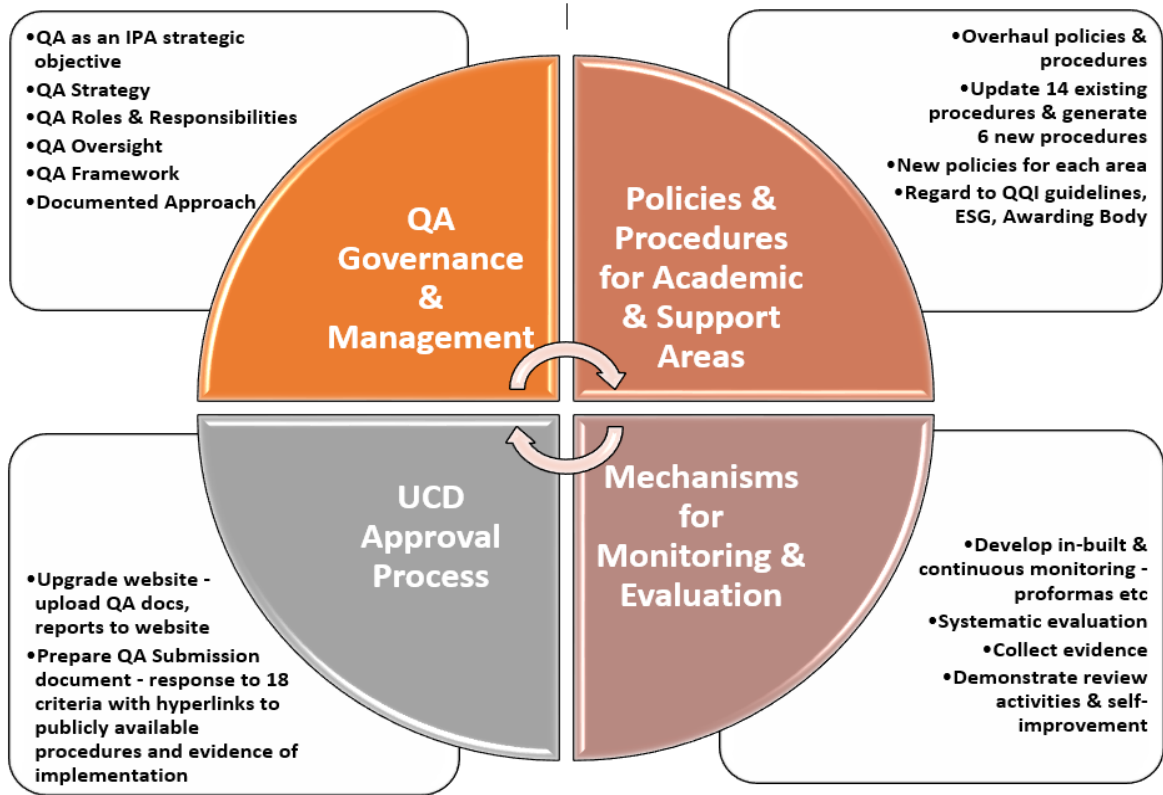 •QA as an IPA strategic
objective
•QA Strategy
•QA Roles & Responsibilities
•QA Oversight
•QA Framework
•Documented Approach
•Overhaul policies &
procedures
•Update 14 existing
procedures & generate
6 new procedures
•New policies for each area
•Regard to QQI guidelines,
ESG, Awarding Body
QA
Governance
&
Management
Policies &
Procedures
for Academic
& Support
Areas
UCD
Approval
Process
Mechanisms
for
Monitoring &
Evaluation
•Upgrade website -
upload QA docs,
reports to website
•Prepare QA Submission
document - response to 18
criteria with hyperlinks to
publicly available
procedures and evidence of
implementation
•Develop in-built &
continuous monitoring -
proformas etc
•Systematic evaluation
•Collect evidence
•Demonstrate review
activities & self-
improvement